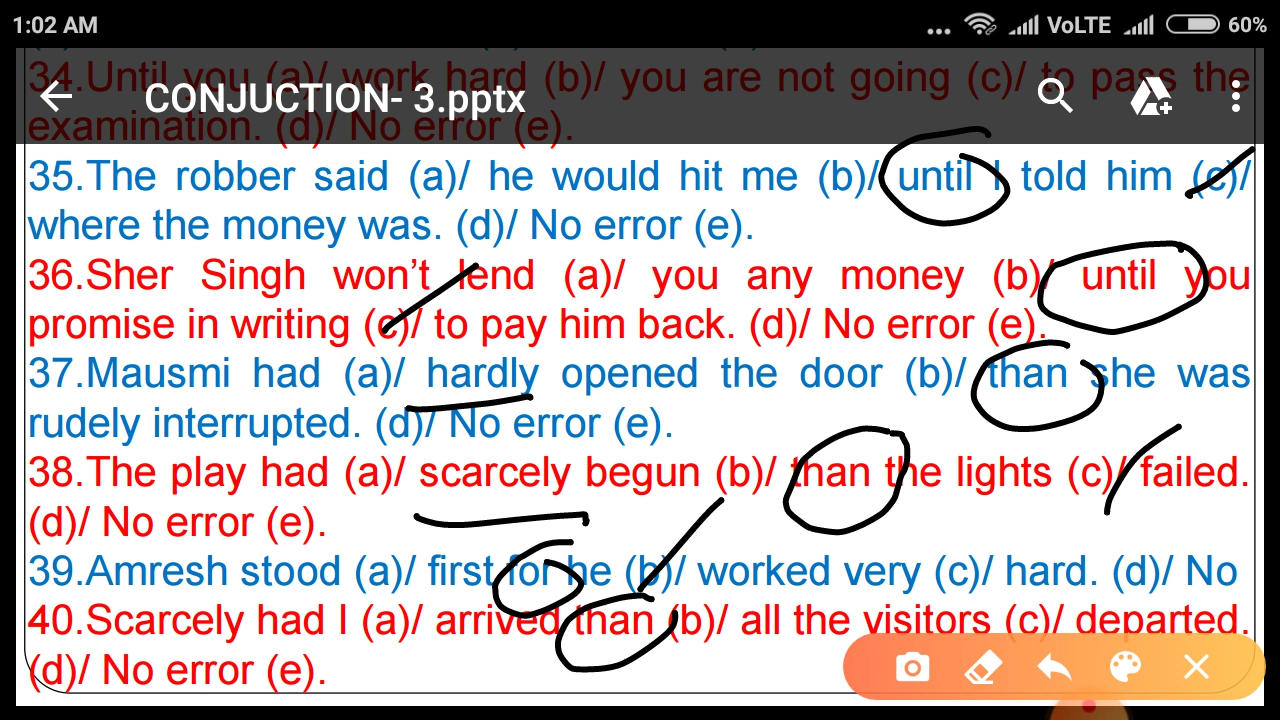 1:02 AM
... VoLTE 60%
34.Until you (a)/ work hard (b)/ you are not going (c)/ to pass the
CONJUCTION- 3.pptx
examination. (d)/ No error (e).
35.The robber said (a)/ he would hit me (b)/ until I told him (c)/
where the money was. (d)/ No error (e).
36.Sher Singh won’t lend (a)/ you any money (b)/ until you
promise in writing (c)/ to pay him back. (d)/ No error (e).
37.Mausmi had (a)/ hardly opened the door (b)/ than she was
rudely interrupted. (d)/ No error (e).
38.The play had (a)/ scarcely begun (b)/ than the lights (c)/ failed.
(d)/ No error (e).
39.Amresh stood (a)/ first for he (b)/ worked very (c)/ hard. (d)/ No
40.Scarcely had I (a)/ arrived than (b)/ all the visitors (c)/ departed.
(d)/ No error (e).